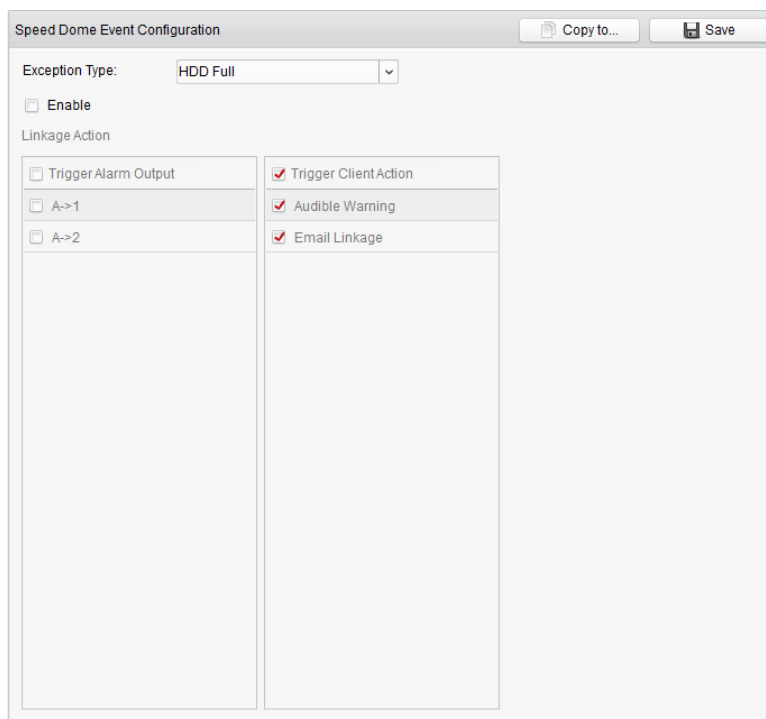 Speed Dome Event Configuration
Copy to...
Save
Exception Type:
HDD Full
Enable
Linkage Action
Trigger Alarm Output
A->1
A->2
Trigger Client Action
Audible Warning
Email Linkage